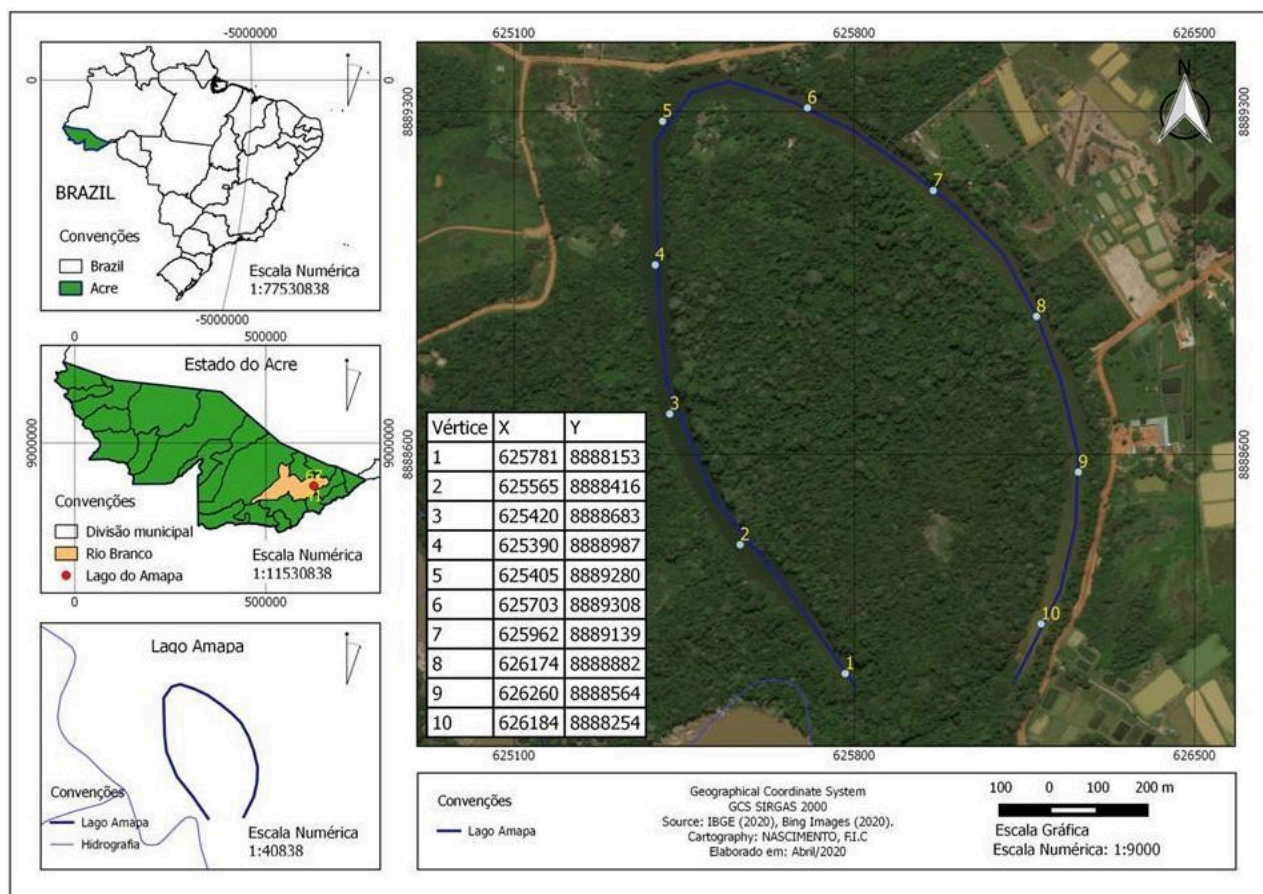 -5000000
0
0
BRAZIL
Convenções
Brazil
Acre
Escala Numérica
1:77530838
-5000000
0
500000
Estado do Acre
9000000
9000000
67
71
Convenções
Divisão municipal
Rio Branco
Lago do Amapa
Escala Numérica
1:11530838
0
500000
Lago Amapa
Convenções
Lago Amapa
Hidrografia
Escala Numérica
1:40838
625100
625800
626500
8889300
8889300
8888600
8888600
N
5
6
7
4
8
3
9
2
10
1
Vértice X Y
1 625781 8888153
2 625565 8888416
3 625420 8888683
4 625390 8888987
5 625405 8889280
6 625703 8889308
7 625962 8889139
8 626174 8888882
9 626260 8888564
10 626184 8888254
625100
625800
626500
Convenções
Lago Amapa
Geographical Coordinate System
GCS SIRGAS 2000
Source: IBGE (2020), Bing Images (2020).
Cartography: NASCIMENTO, F.I.C
Elaborado em: Abril/2020
100 0 100 200 m
Escala Gráfica
Escala Numérica: 1:9000